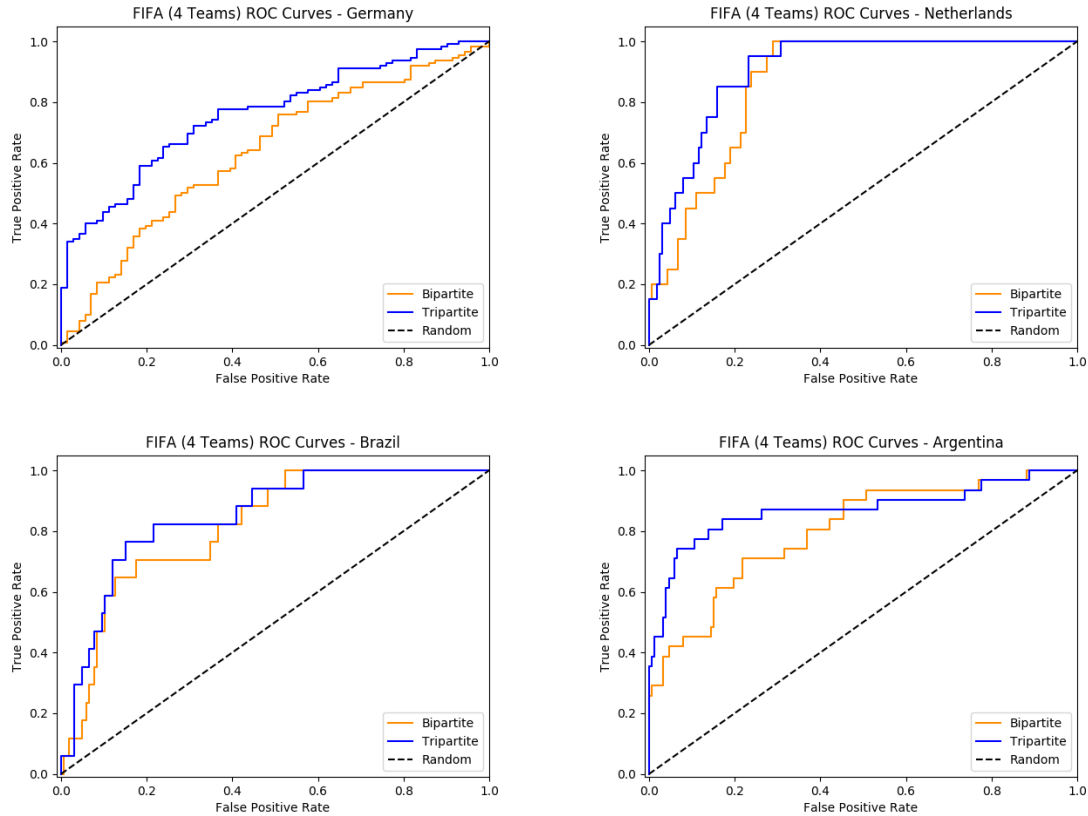 FIFA (4 Teams) ROC Curves - Germany
1.0
0.8
0.6
0.4
0.2
0.0
True Positive Rate
0.0 0.2 0.4 0.6 0.8 1.0
False Positive Rate
Bipartite
Tripartite
Random
FIFA (4 Teams) ROC Curves - Netherlands
1.0
0.8
0.6
0.4
0.2
0.0
True Positive Rate
0.0 0.2 0.4 0.6 0.8 1.0
False Positive Rate
Bipartite
Tripartite
Random
FIFA (4 Teams) ROC Curves - Brazil
1.0
0.8
0.6
0.4
0.2
0.0
True Positive Rate
0.0 0.2 0.4 0.6 0.8 1.0
False Positive Rate
Bipartite
Tripartite
Random
FIFA (4 Teams) ROC Curves - Argentina
1.0
0.8
0.6
0.4
0.2
0.0
True Positive Rate
0.0 0.2 0.4 0.6 0.8 1.0
False Positive Rate
Bipartite
Tripartite
Random